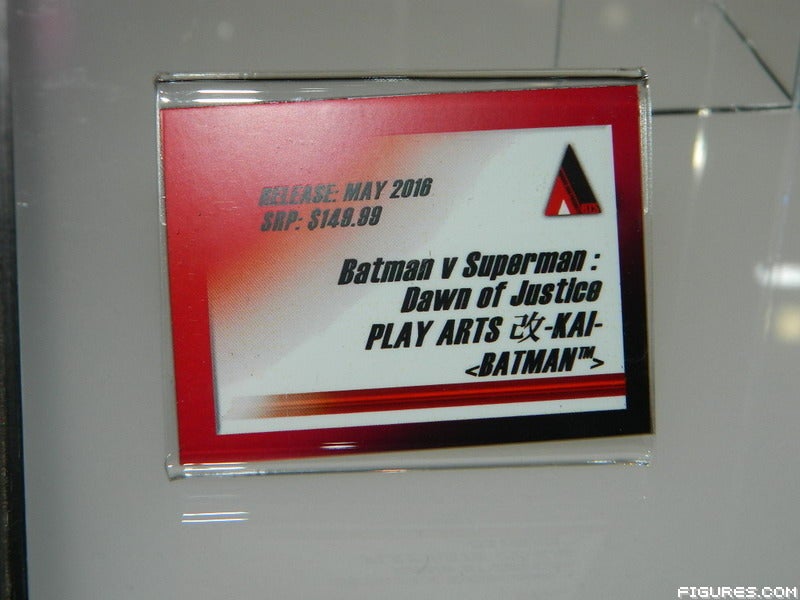 RELEASE: MAY 2016
SRP: $149.99
Batman v Superman :
Dawn of Justice
PLAY ARTS 改-KAI-
<BATMAN™>
FIGURES.COM